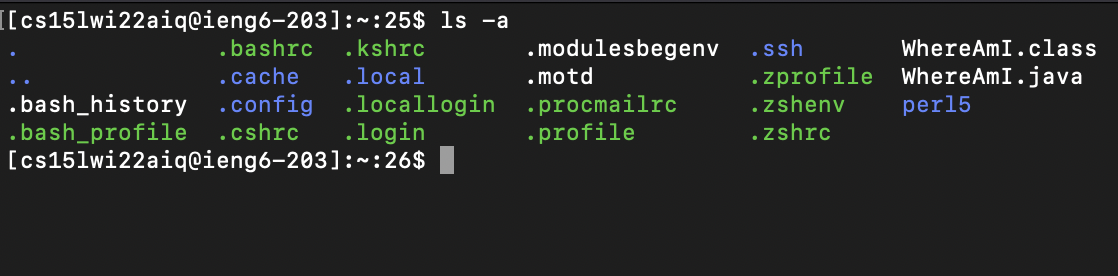 [[cs15lwi22aiq@ieng6-203]:~:25$ ls -a
. .bashrc .kshrc .modulesbegenv .ssh WhereAmI.class
.. .cache .local .motd .zprofile WhereAmI.java
.bash_history .config .locallogin .procmailrc .zshenv perl5
.bash_profile .cshrc .login .profile .zshrc
[cs15lwi22aiq@ieng6-203]:~:26$